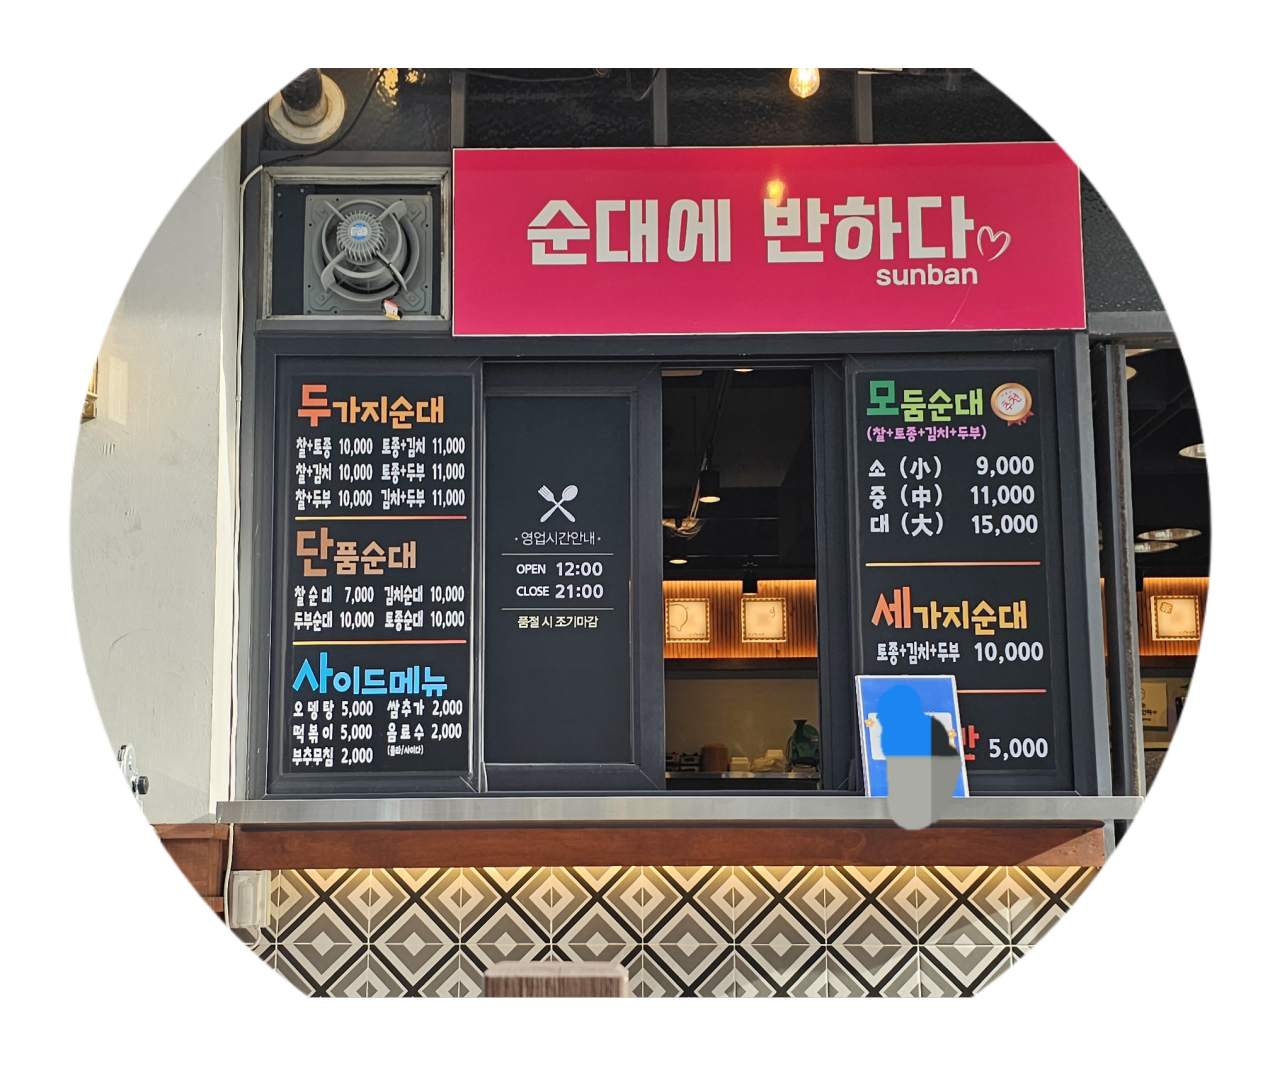 순대에 반하다
sunban
두가지순대
찰+토종 10,000 토종+김치 11,000
찰+김치 10,000 토종+두부 11,000
찰+두부 10,000 김치+두부 11,000
단품순대
찰순대 7,000 김치순대 10,000
두부순대 10,000 토종순대 10,000
사이드메뉴
오뎅탕 5,000 쌈추가 2,000
떡볶이 5,000 음료수 2,000
부추무침 2,000 (콜라/사이다)
·영업시간안내·
OPEN 12:00
CLOSE 21:00
품절 시 조기마감
모둠순대
추천
(찰+토종+김치+두부)
소 (小) 9,000
중 (中) 11,000
대 (大) 15,000
세가지순대
토종+김치+두부 10,000
5,000